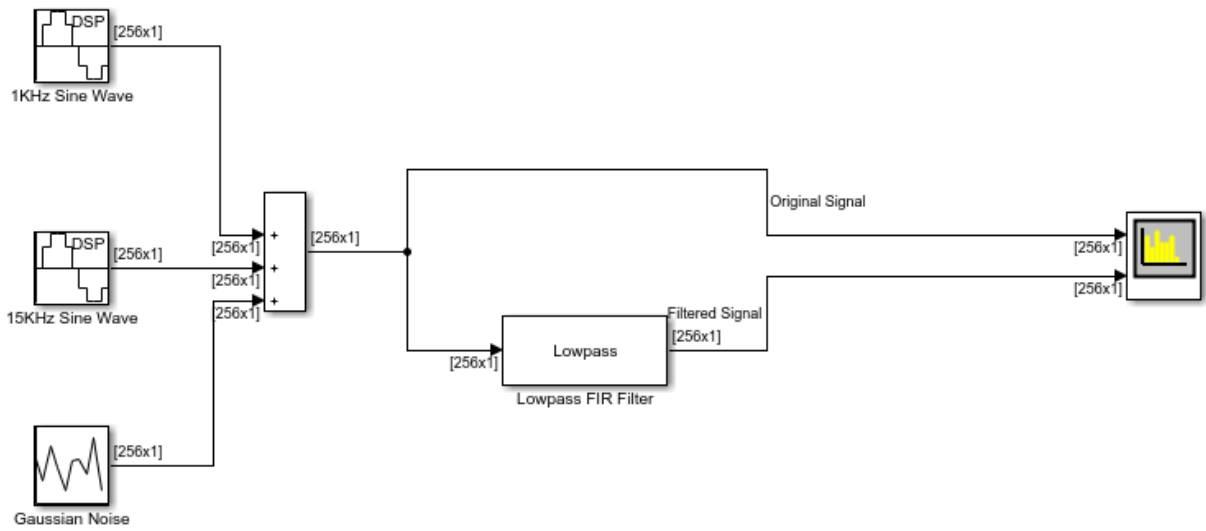 DSP
[256x1]
1KHz Sine Wave
Original Signal
+
[256x1]
[256x1]
[256x1]
DSP
[256x1]
+
[256x1]
15KHz Sine Wave
+
[256x1]
[256x1]
Filtered Signal
[256x1]
Lowpass
[256x1]
Lowpass FIR Filter
[256x1]
Gaussian Noise